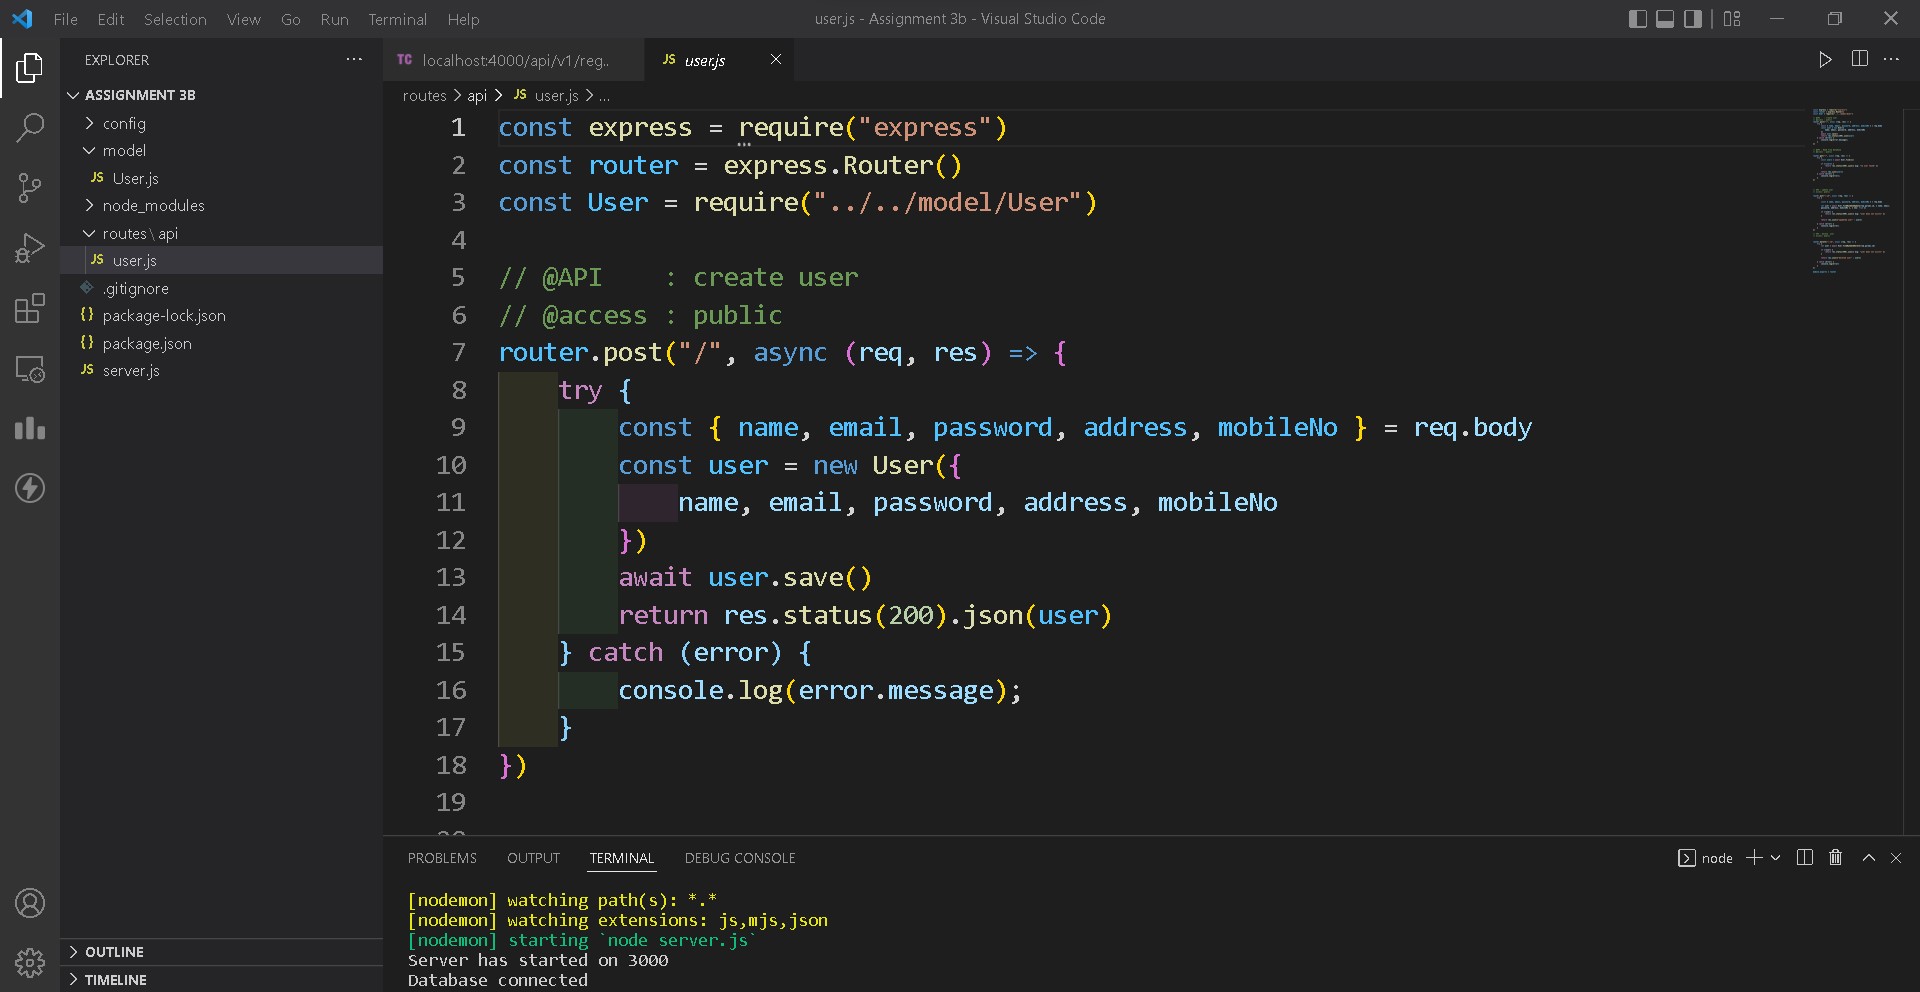 File Edit Selection View Go Run Terminal Help
user.js - Assignment 3b - Visual Studio Code
EXPLORER
ASSIGNMENT 3B
config
model
JS User.js
node_modules
routes\api
JS user.js
.gitignore
{} package-lock.json
{} package.json
JS server.js
OUTLINE
TIMELINE
TC localhost:4000/api/v1/reg..
JS user.js
routes > api > JS user.js > ...
1 const express = require("express")
2 const router = express.Router()
3 const User = require("../../model/User")
4
5 // @API    : create user
6 // @access : public
7 router.post("/", async (req, res) => {
8     try {
9         const { name, email, password, address, mobileNo } = req.body
10         const user = new User({
11             name, email, password, address, mobileNo
12         })
13         await user.save()
14         return res.status(200).json(user)
15     } catch (error) {
16         console.log(error.message);
17     }
18 })
19
PROBLEMS OUTPUT TERMINAL DEBUG CONSOLE
node
[nodemon] watching path(s): *.*
[nodemon] watching extensions: js,mjs,json
[nodemon] starting `node server.js`
Server has started on 3000
Database connected